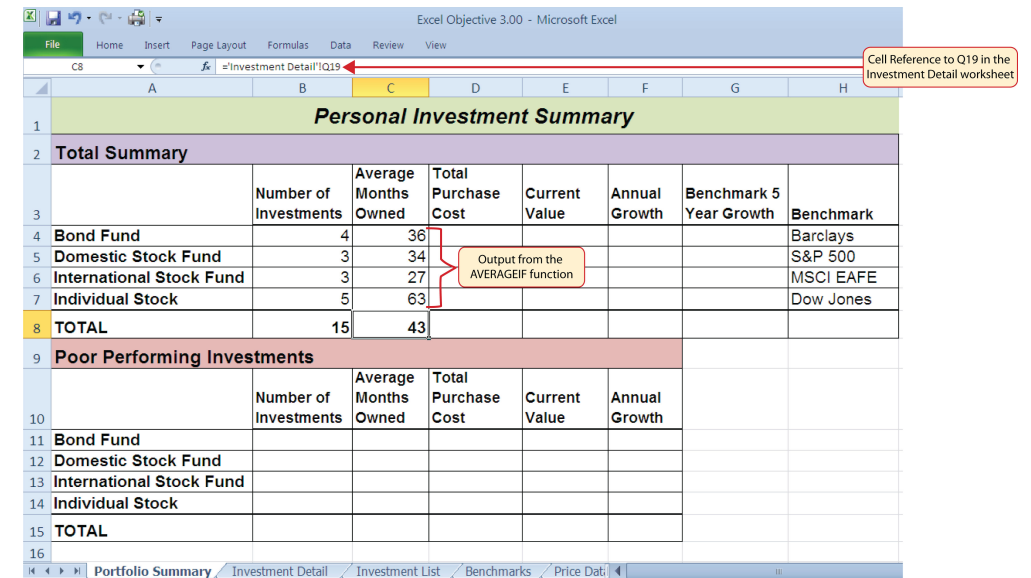 Excel Objective 3.00 - Microsoft Excel
File Home Insert Page Layout Formulas Data Review View
C8 fx ='Investment Detail'!Q19
Cell Reference to Q19 in the
Investment Detail worksheet
A B C D E F G H
1 Personal Investment Summary
2 Total Summary
Average Total
Number of Months Purchase Current Annual Benchmark 5
3 Investments Owned Cost Value Growth Year Growth Benchmark
4 Bond Fund 4 36 Barclays
5 Domestic Stock Fund 3 34 S&P 500
6 International Stock Fund 3 27 MSCI EAFE
7 Individual Stock 5 63 Dow Jones
Output from the
AVERAGEIF function
8 TOTAL 15 43
9 Poor Performing Investments
Average Total
Number of Months Purchase Current Annual
10 Investments Owned Cost Value Growth
11 Bond Fund
12 Domestic Stock Fund
13 International Stock Fund
14 Individual Stock
15 TOTAL
16
Portfolio Summary Investment Detail Investment List Benchmarks Price Data